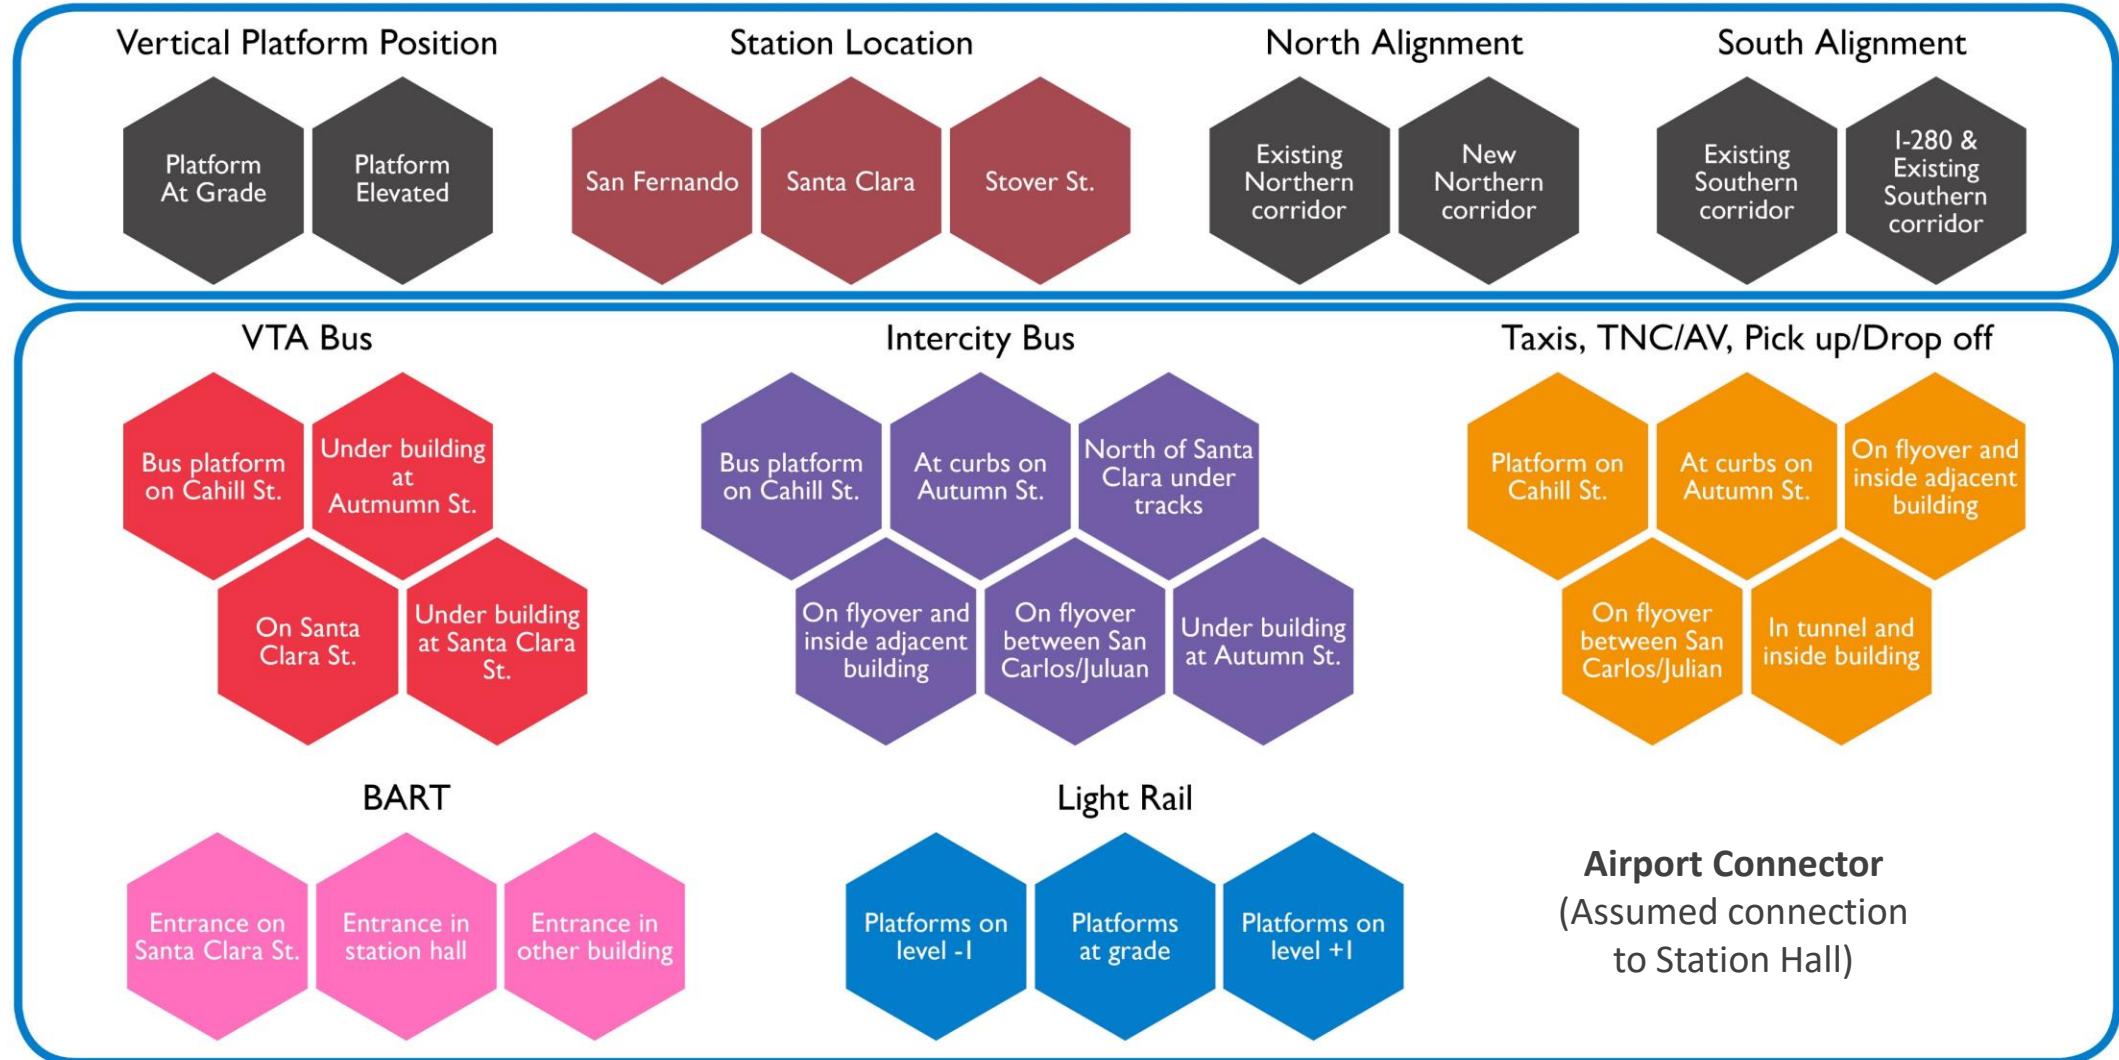 Vertical Platform Position
Platform
At Grade
Platform
Elevated
Station Location
San Fernando
Santa Clara
Stover St.
North Alignment
Existing
Northern
corridor
New
Northern
corridor
South Alignment
Existing
Southern
corridor
I-280 &
Existing
Southern
corridor
VTA Bus
Bus platform
on Cahill St.
Under building
at
Autmumn St.
On Santa
Clara St.
Under building
at Santa Clara
St.
Intercity Bus
Bus platform
on Cahill St.
At curbs on
Autumn St.
North of Santa
Clara under
tracks
On flyover and
inside adjacent
building
On flyover
between San
Carlos/Juluan
Under building
at Autumn St.
Taxis, TNC/AV, Pick up/Drop off
Platform on
Cahill St.
At curbs on
Autumn St.
On flyover and
inside adjacent
building
On flyover
between San
Carlos/Julian
In tunnel and
inside building
BART
Entrance on
Santa Clara St.
Entrance in
station hall
Entrance in
other building
Light Rail
Platforms on
level -1
Platforms
at grade
Platforms on
level +1
Airport Connector
(Assumed connection
to Station Hall)